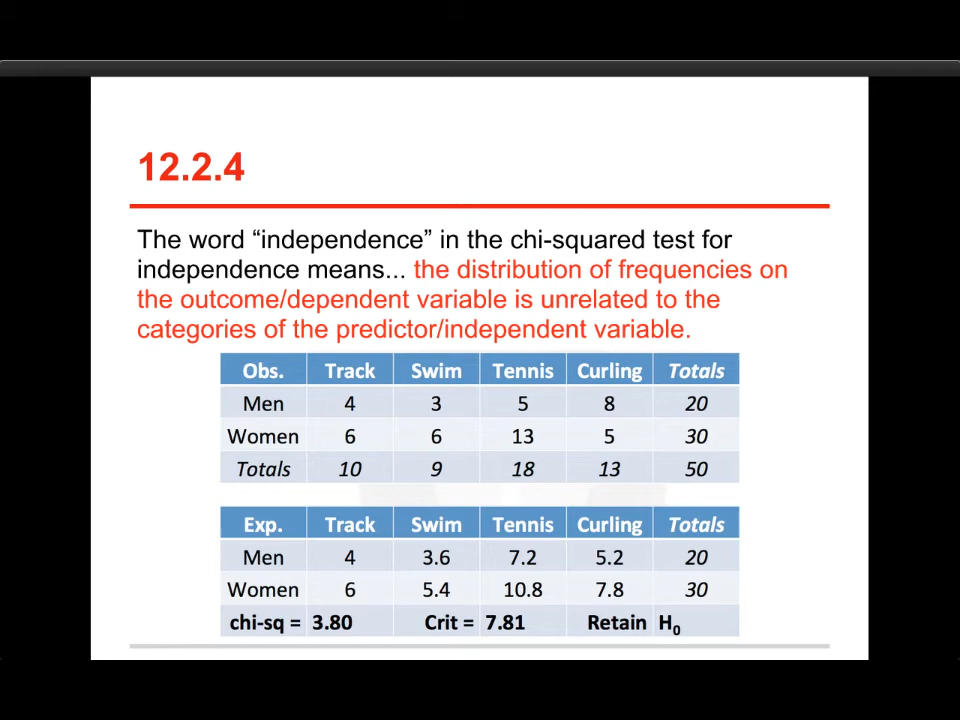 12.2.4
The word “independence” in the chi-squared test for
independence means... the distribution of frequencies on
the outcome/dependent variable is unrelated to the
categories of the predictor/independent variable.
Obs. Track Swim Tennis Curling Totals
Men 4 3 5 8 20
Women 6 6 13 5 30
Totals 10 9 18 13 50
Exp. Track Swim Tennis Curling Totals
Men 4 3.6 7.2 5.2 20
Women 6 5.4 10.8 7.8 30
chi-sq = 3.80 Crit = 7.81 Retain H₀